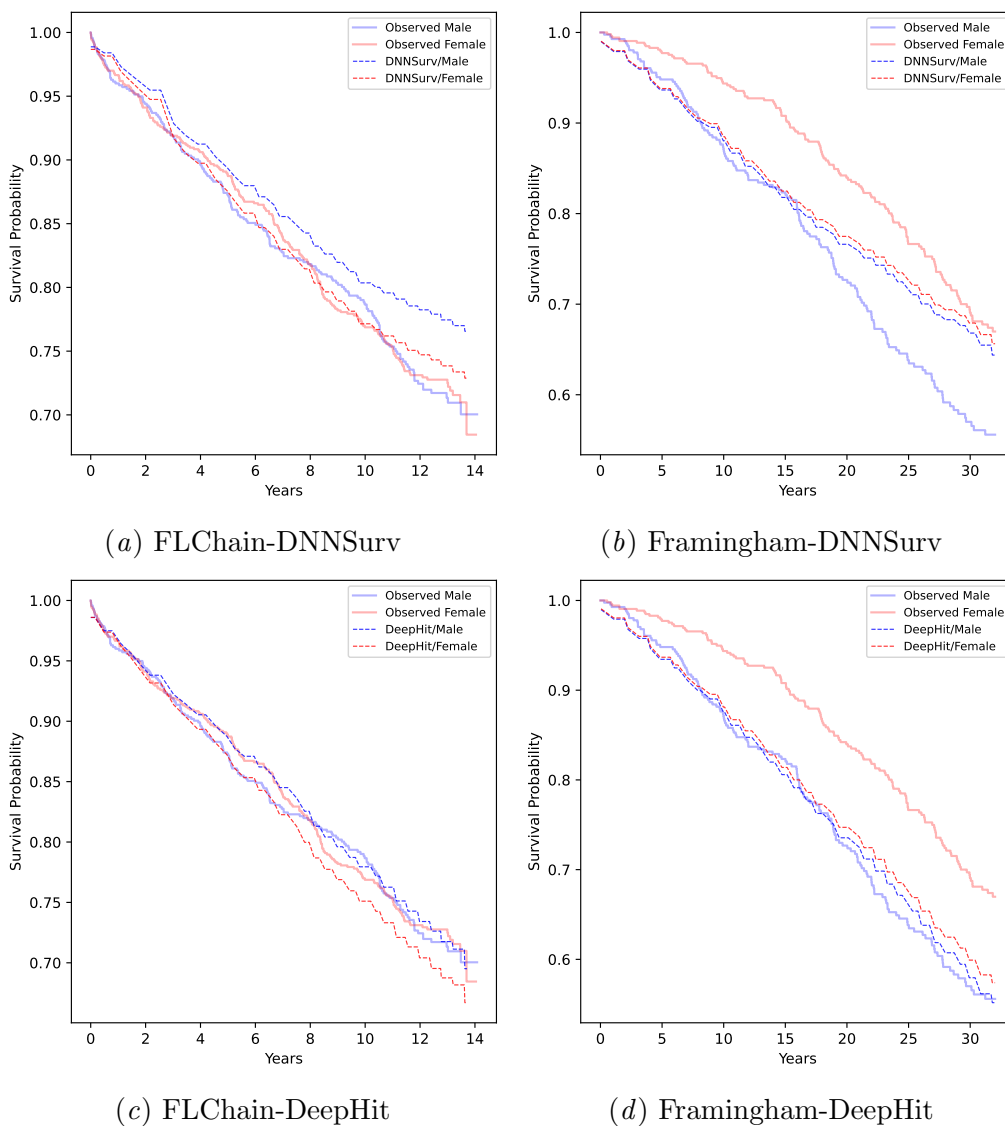 Observed Male
Observed Female
DNNSurv/Male
DNNSurv/Female
1.00
0.95
0.90
0.85
0.80
0.75
0.70
Survival Probability
0 2 4 6 8 10 12 14
Years
(a) FLChain-DNNSurv
Observed Male
Observed Female
DNNSurv/Male
DNNSurv/Female
1.0
0.9
0.8
0.7
0.6
Survival Probability
0 5 10 15 20 25 30
Years
(b) Framingham-DNNSurv
Observed Male
Observed Female
DeepHit/Male
DeepHit/Female
1.00
0.95
0.90
0.85
0.80
0.75
0.70
Survival Probability
0 2 4 6 8 10 12 14
Years
(c) FLChain-DeepHit
Observed Male
Observed Female
DeepHit/Male
DeepHit/Female
1.0
0.9
0.8
0.7
0.6
Survival Probability
0 5 10 15 20 25 30
Years
(d) Framingham-DeepHit